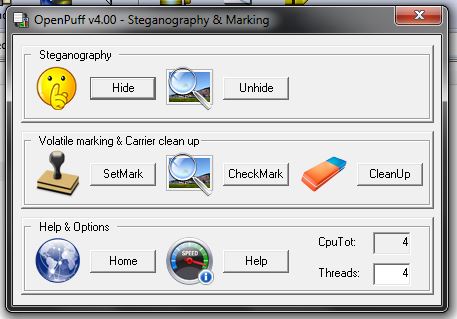 OpenPuff v4.00 - Steganography & Marking
Steganography
Hide
Unhide
Volatile marking & Carrier clean up
SetMark
CheckMark
CleanUp
Help & Options
Home
SPEED
Help
CpuTot: 4
Threads: 4